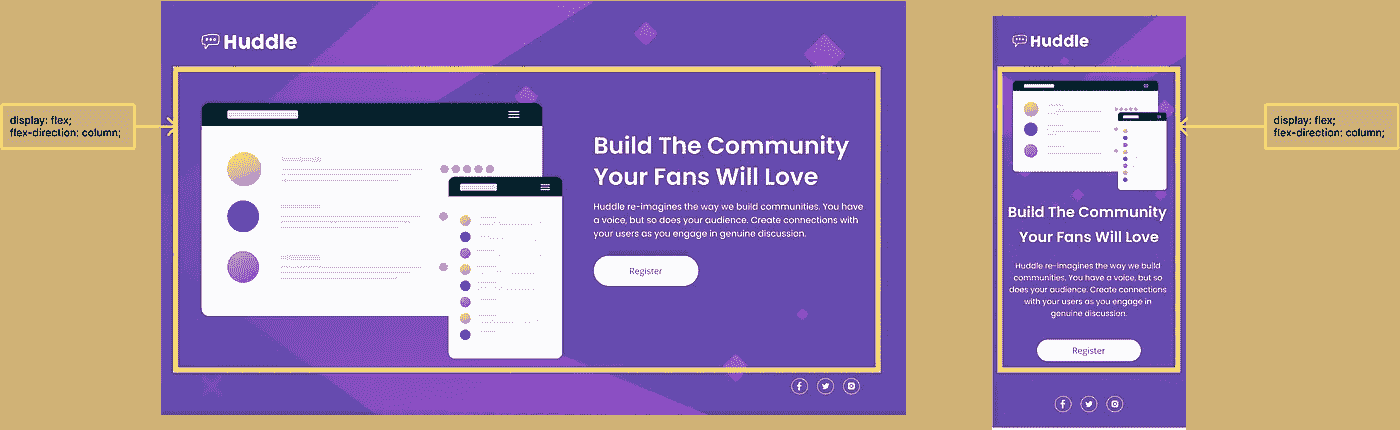 Huddle
display: flex;
flex-direction: column;
Build The Community
Your Fans Will Love
Huddle re-imagines the way we build communities. You have
a voice, but so does your audience. Create connections with
your users as you engage in genuine discussion.
Register
Huddle
Build The Community
Your Fans Will Love
Huddle re-imagines the way we build
communities. You have a voice, but so
does your audience. Create connections
with your users as you engage in
genuine discussion.
Register
display: flex;
flex-direction: column;